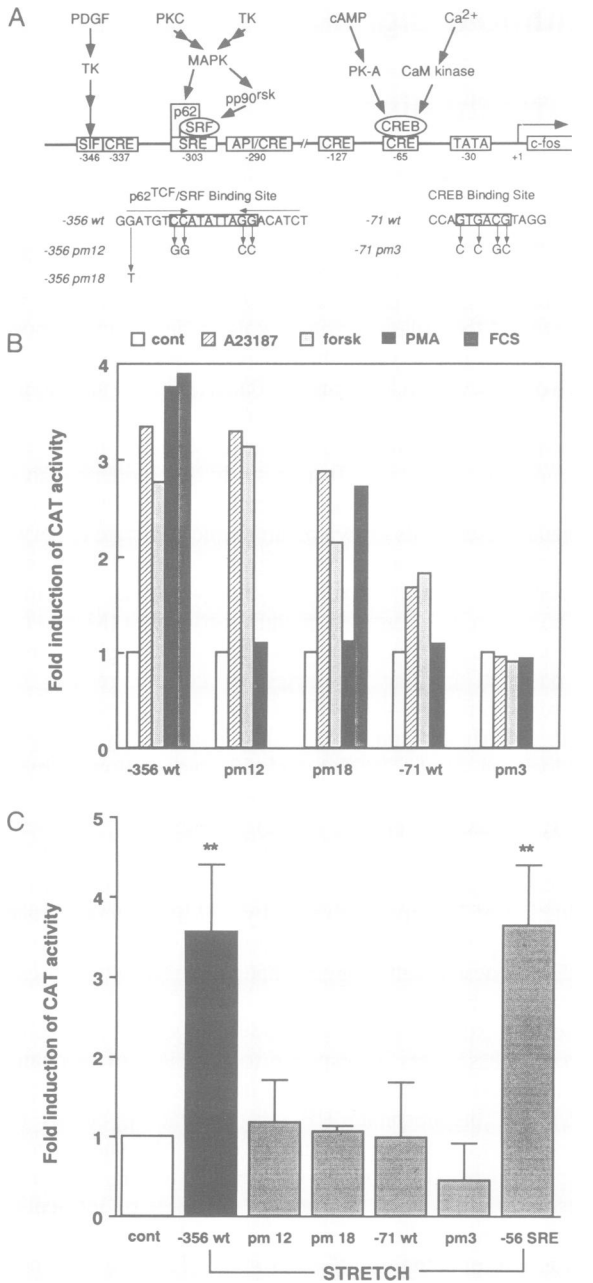 A
PDGF PKC TK cAMP Ca2+
TK MAPK PK-A CaM kinase
p62 pp90rsk
SRF CREB
SIF CRE SRE API/CRE CRE CRE TATA c-fos
-346 -337 -303 -290 -127 -65 -30 +1
p62TCF/SRF Binding Site CREB Binding Site
-356 wt GGATGTCCATATTAGGACATCT -71 wt CCAGTGACGTAGG
-356 pm12 GG CC -71 pm3 C C GC
-356 pm18 T
B
cont A23187 forsk PMA FCS
Fold induction of CAT activity
4
3
2
1
0
-356 wt pm12 pm18 -71 wt pm3
C
Fold induction of CAT activity
5
4
3
2
1
0
** **
cont -356 wt pm 12 pm 18 -71 wt pm3 -56 SRE
STRETCH